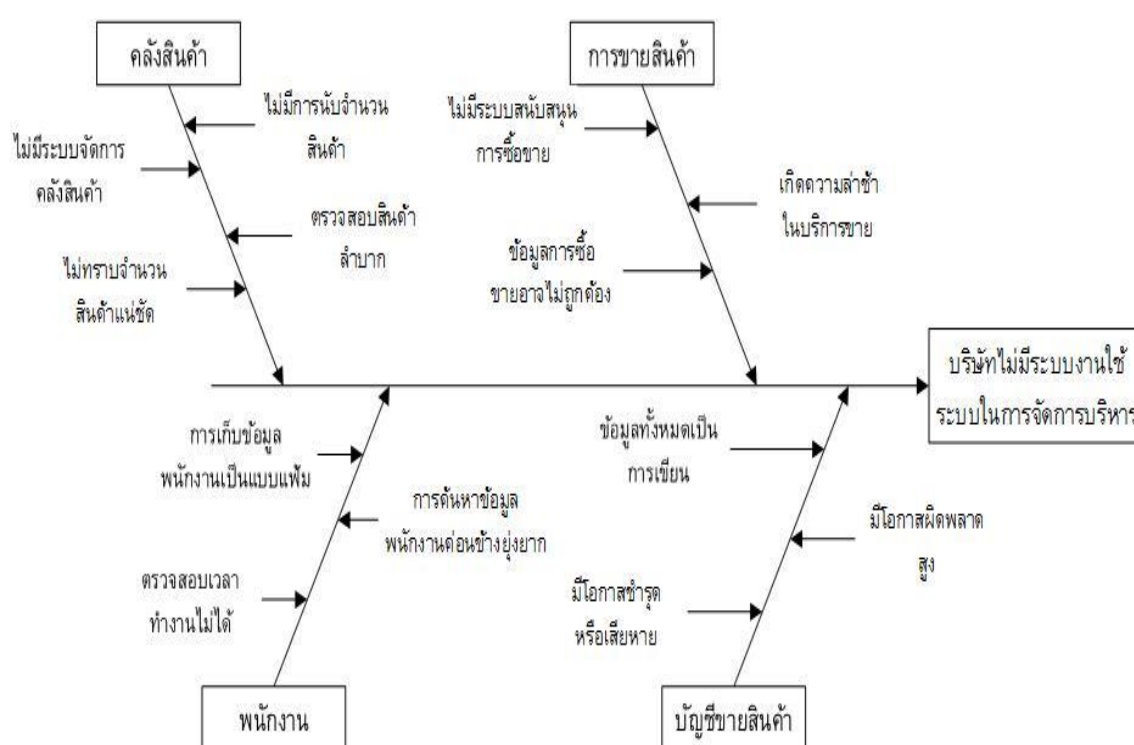 คลังสินค้า
การขายสินค้า
ไม่มีการนับจำนวน
สินค้า
ไม่มีระบบจัดการ
คลังสินค้า
ตรวจสอบสินค้า
ลำบาก
ไม่ทราบจำนวน
สินค้าแน่ชัด
ไม่มีระบบสนับสนุน
การซื้อขาย
เกิดความล่าช้า
ในบริการขาย
ข้อมูลการซื้อ
ขายอาจไม่ถูกต้อง
บริษัทไม่มีระบบงานใช้
ระบบในการจัดการบริหาร
การเก็บข้อมูล
พนักงานเป็นแบบแฟ้ม
การค้นหาข้อมูล
พนักงานค่อนข้างยุ่งยาก
ตรวจสอบเวลา
ทำงานไม่ได้
ข้อมูลทั้งหมดเป็น
การเขียน
มีโอกาสผิดพลาด
สูง
มีโอกาสชำรุด
หรือเสียหาย
พนักงาน
บัญชีขายสินค้า